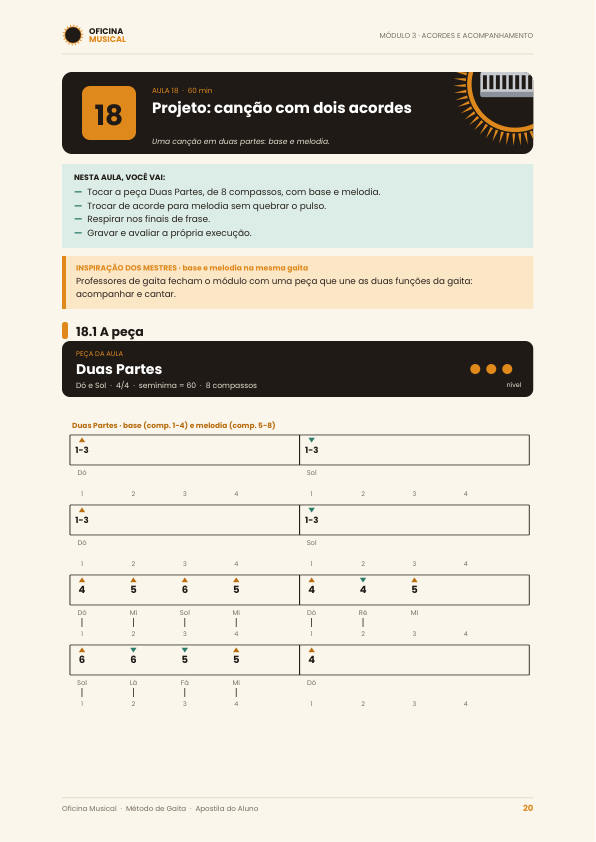 OFICINA
MUSICAL
MÓDULO 3 · ACORDES E ACOMPANHAMENTO
18
AULA 18 · 60 min
Projeto: canção com dois acordes
Uma canção em duas partes: base e melodia.
NESTA AULA, VOCÊ VAI:
— Tocar a peça Duas Partes, de 8 compassos, com base e melodia.
— Trocar de acorde para melodia sem quebrar o pulso.
— Respirar nos finais de frase.
— Gravar e avaliar a própria execução.
INSPIRAÇÃO DOS MESTRES · base e melodia na mesma gaita
Professores de gaita fecham o módulo com uma peça que une as duas funções da gaita:
acompanhar e cantar.
18.1 A peça
PEÇA DA AULA
Duas Partes
Dó e Sol · 4/4 · semínima = 60 · 8 compassos
nível
Duas Partes · base (comp. 1-4) e melodia (comp. 5-8)
▲ ▼
1-3 1-3
Dó Sol
1 2 3 4 1 2 3 4
▲ ▼
1-3 1-3
Dó Sol
1 2 3 4 1 2 3 4
▲ ▲ ▲ ▲ ▲ ▼ ▲
4 5 6 5 4 4 5
Dó Mi Sol Mi Dó Ré Mi
1 2 3 4 1 2 3 4
▲ ▼ ▼ ▲ ▲
6 6 5 5 4
Sol Lá Fá Mi Dó
1 2 3 4 1 2 3 4
Oficina Musical · Método de Gaita · Apostila do Aluno
20